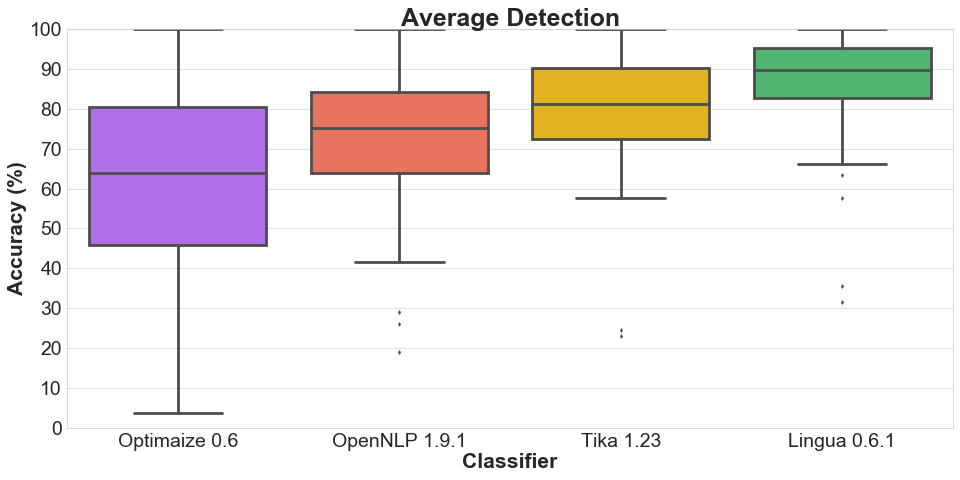 Average Detection
Accuracy (%)
100
90
80
70
60
50
40
30
20
10
0
Optimaize 0.6
OpenNLP 1.9.1
Tika 1.23
Lingua 0.6.1
Classifier